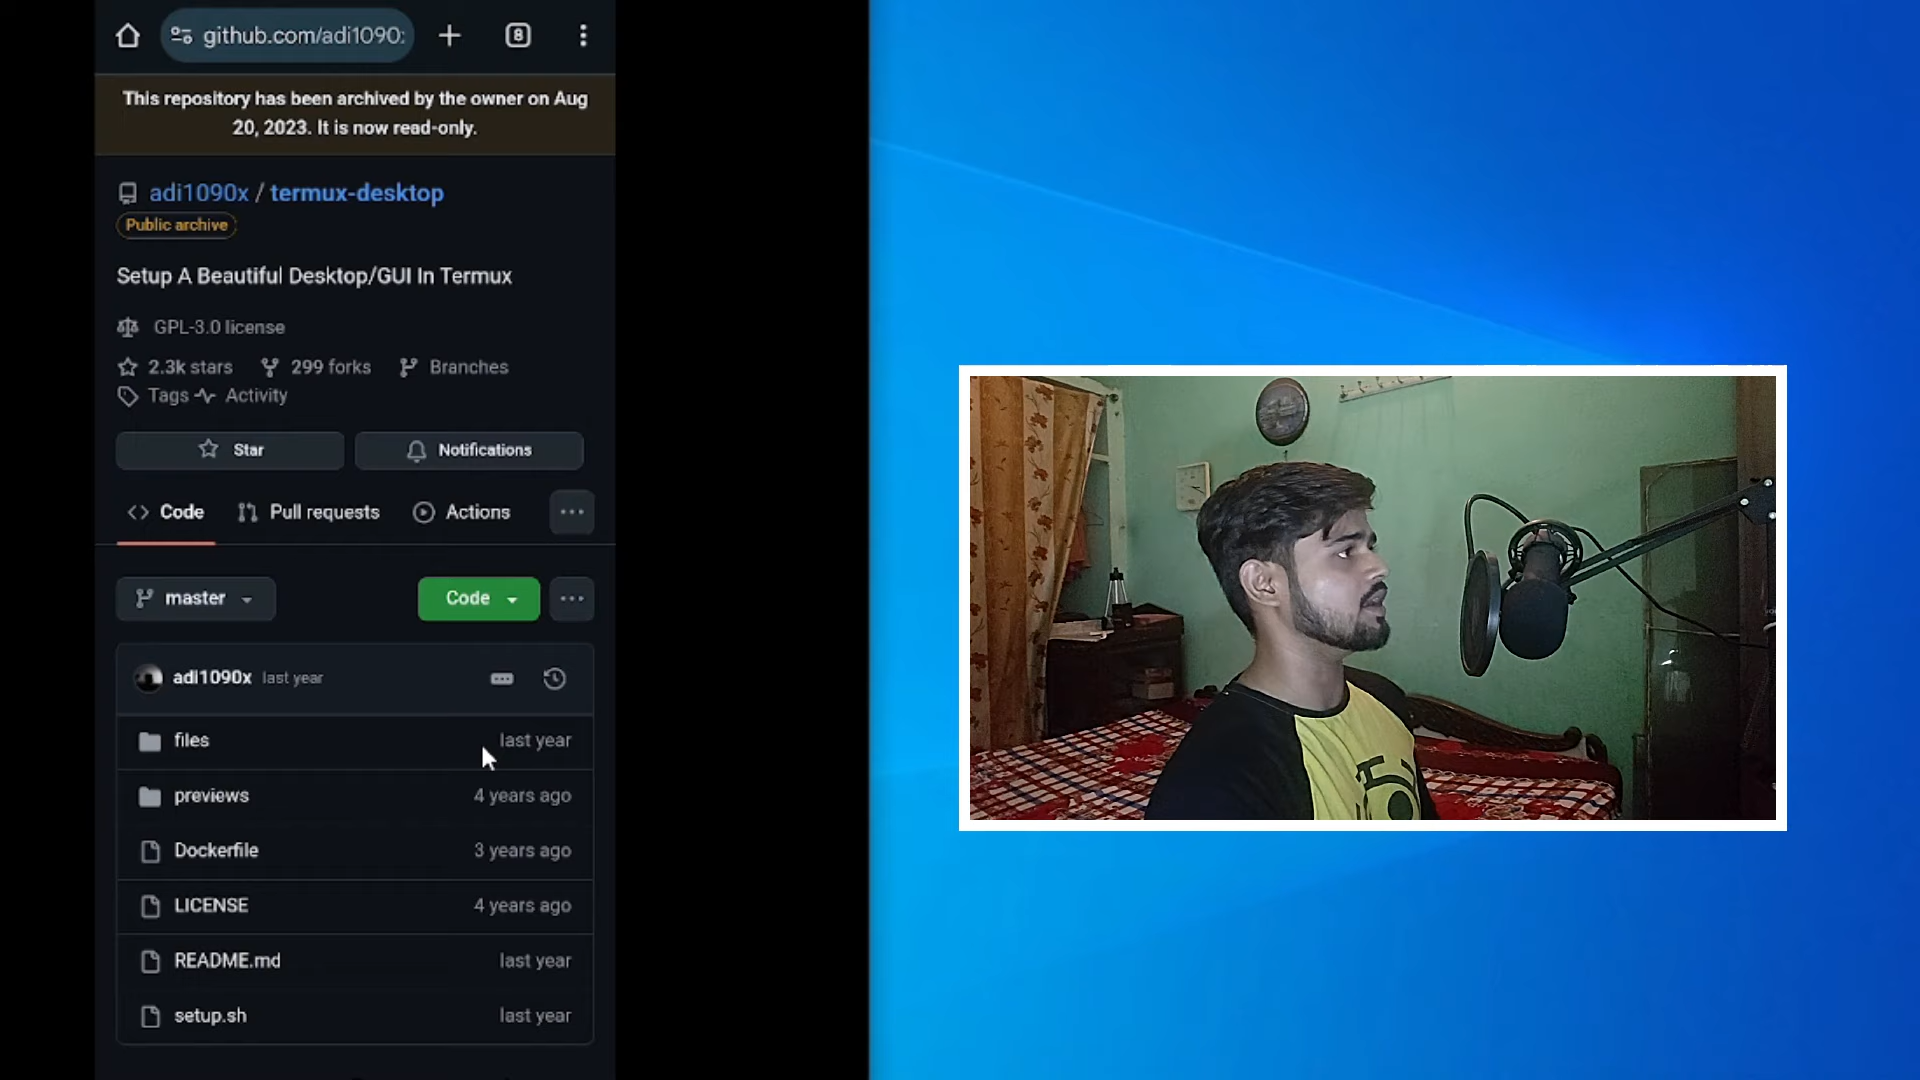 github.com/adi1090:
8
This repository has been archived by the owner on Aug
20, 2023. It is now read-only.
adi1090x / termux-desktop
Public archive
Setup A Beautiful Desktop/GUI In Termux
GPL-3.0 license
2.3k stars 299 forks Branches
Tags Activity
Star Notifications
Code Pull requests Actions
master Code
adi1090x last year
files last year
previews 4 years ago
Dockerfile 3 years ago
LICENSE 4 years ago
README.md last year
setup.sh last year